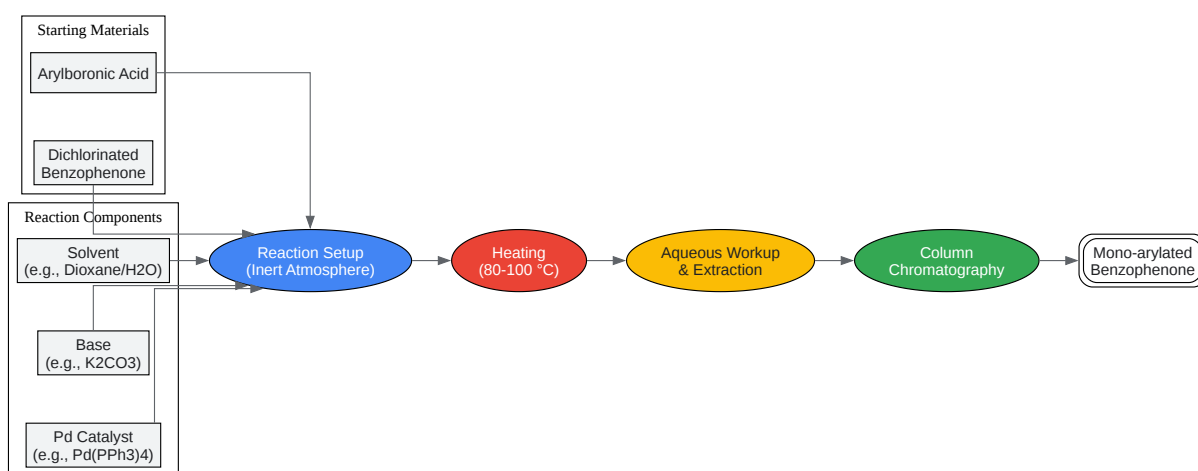 Starting Materials
Arylboronic Acid
Dichlorinated
Benzophenone
Reaction Components
Solvent
(e.g., Dioxane/H2O)
Base
(e.g., K2CO3)
Pd Catalyst
(e.g., Pd(PPh3)4)
Reaction Setup
(Inert Atmosphere)
Heating
(80-100 °C)
Aqueous Workup
& Extraction
Column
Chromatography
Mono-arylated
Benzophenone